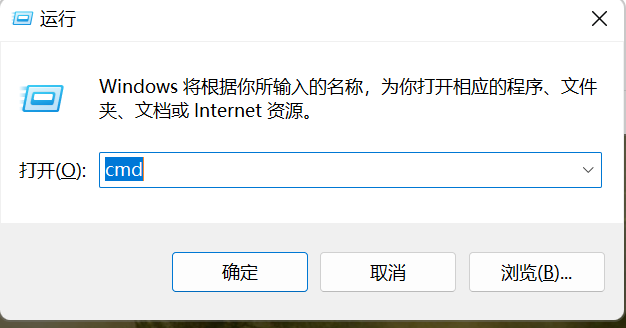 运行
Windows 将根据你所输入的名称，为你打开相应的程序、文件
夹、文档或 Internet 资源。
打开(O): cmd
确定 取消 浏览(B)...